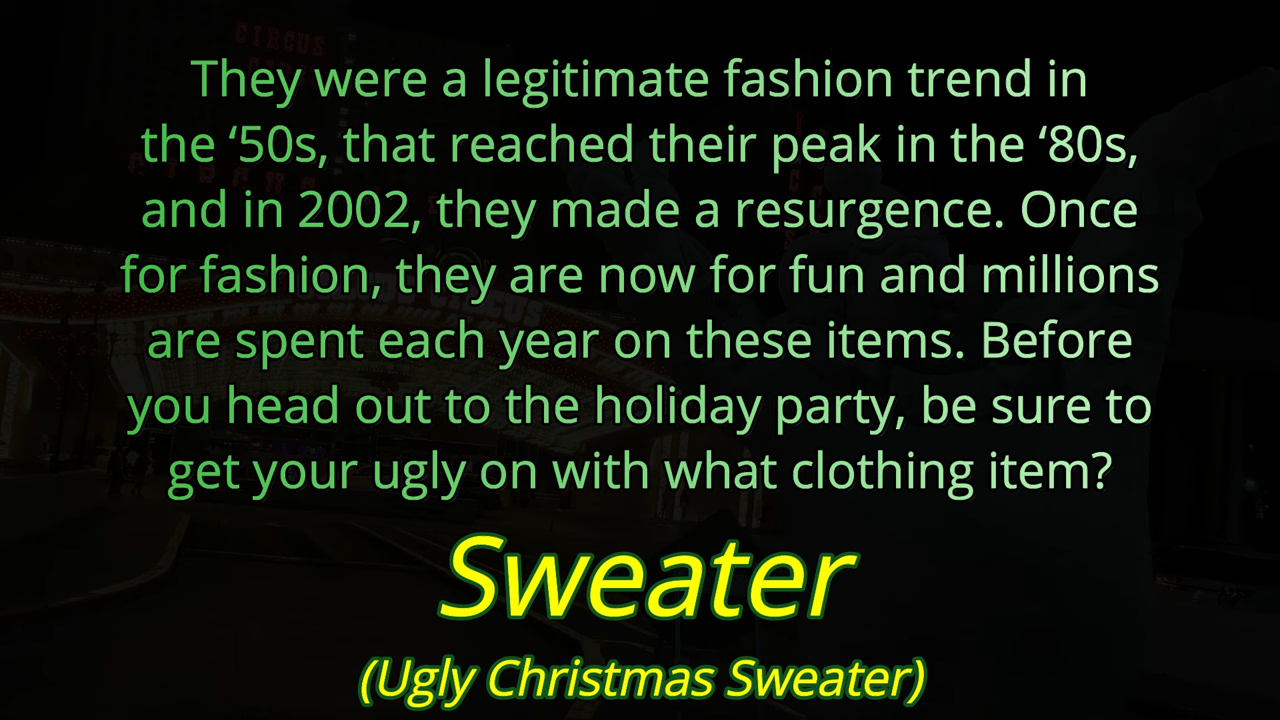 CIRCUS
They were a legitimate fashion trend in
the ‘50s, that reached their peak in the ‘80s,
and in 2002, they made a resurgence. Once
for fashion, they are now for fun and millions
are spent each year on these items. Before
you head out to the holiday party, be sure to
get your ugly on with what clothing item?
Sweater
(Ugly Christmas Sweater)